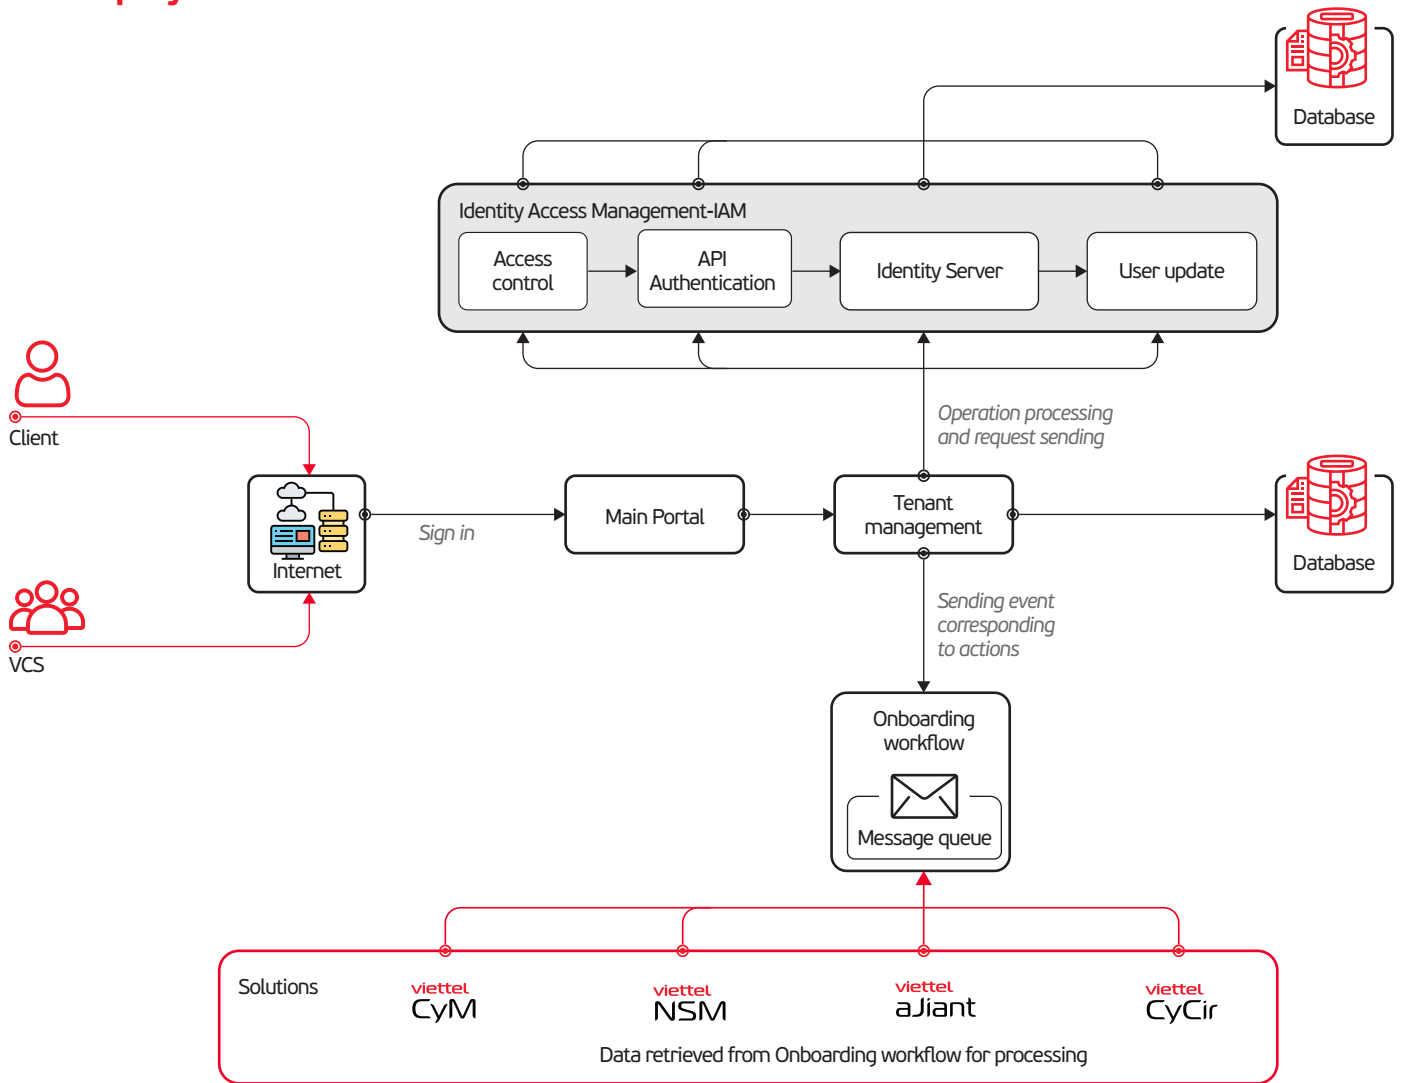 Database
Identity Access Management-IAM
Access
control
API
Authentication
Identity Server
User update
Operation processing
and request sending
Client
Internet
Sign in
Main Portal
Tenant
management
Database
VCS
Sending event
corresponding
to actions
Onboarding
workflow
Message queue
Solutions
viettel
CyM
viettel
NSM
viettel
aJiant
viettel
CyCir
Data retrieved from Onboarding workflow for processing